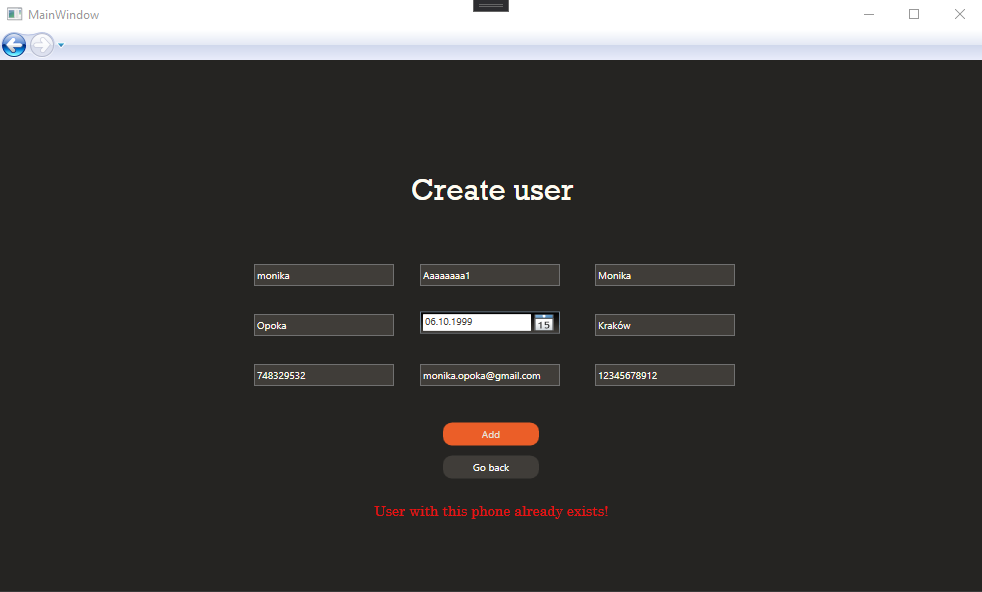 MainWindow
Create user
monika Aaaaaaaa1 Monika
Opoka 06.10.1999 15 Kraków
748329532 monika.opoka@gmail.com 12345678912
Add
Go back
User with this phone already exists!